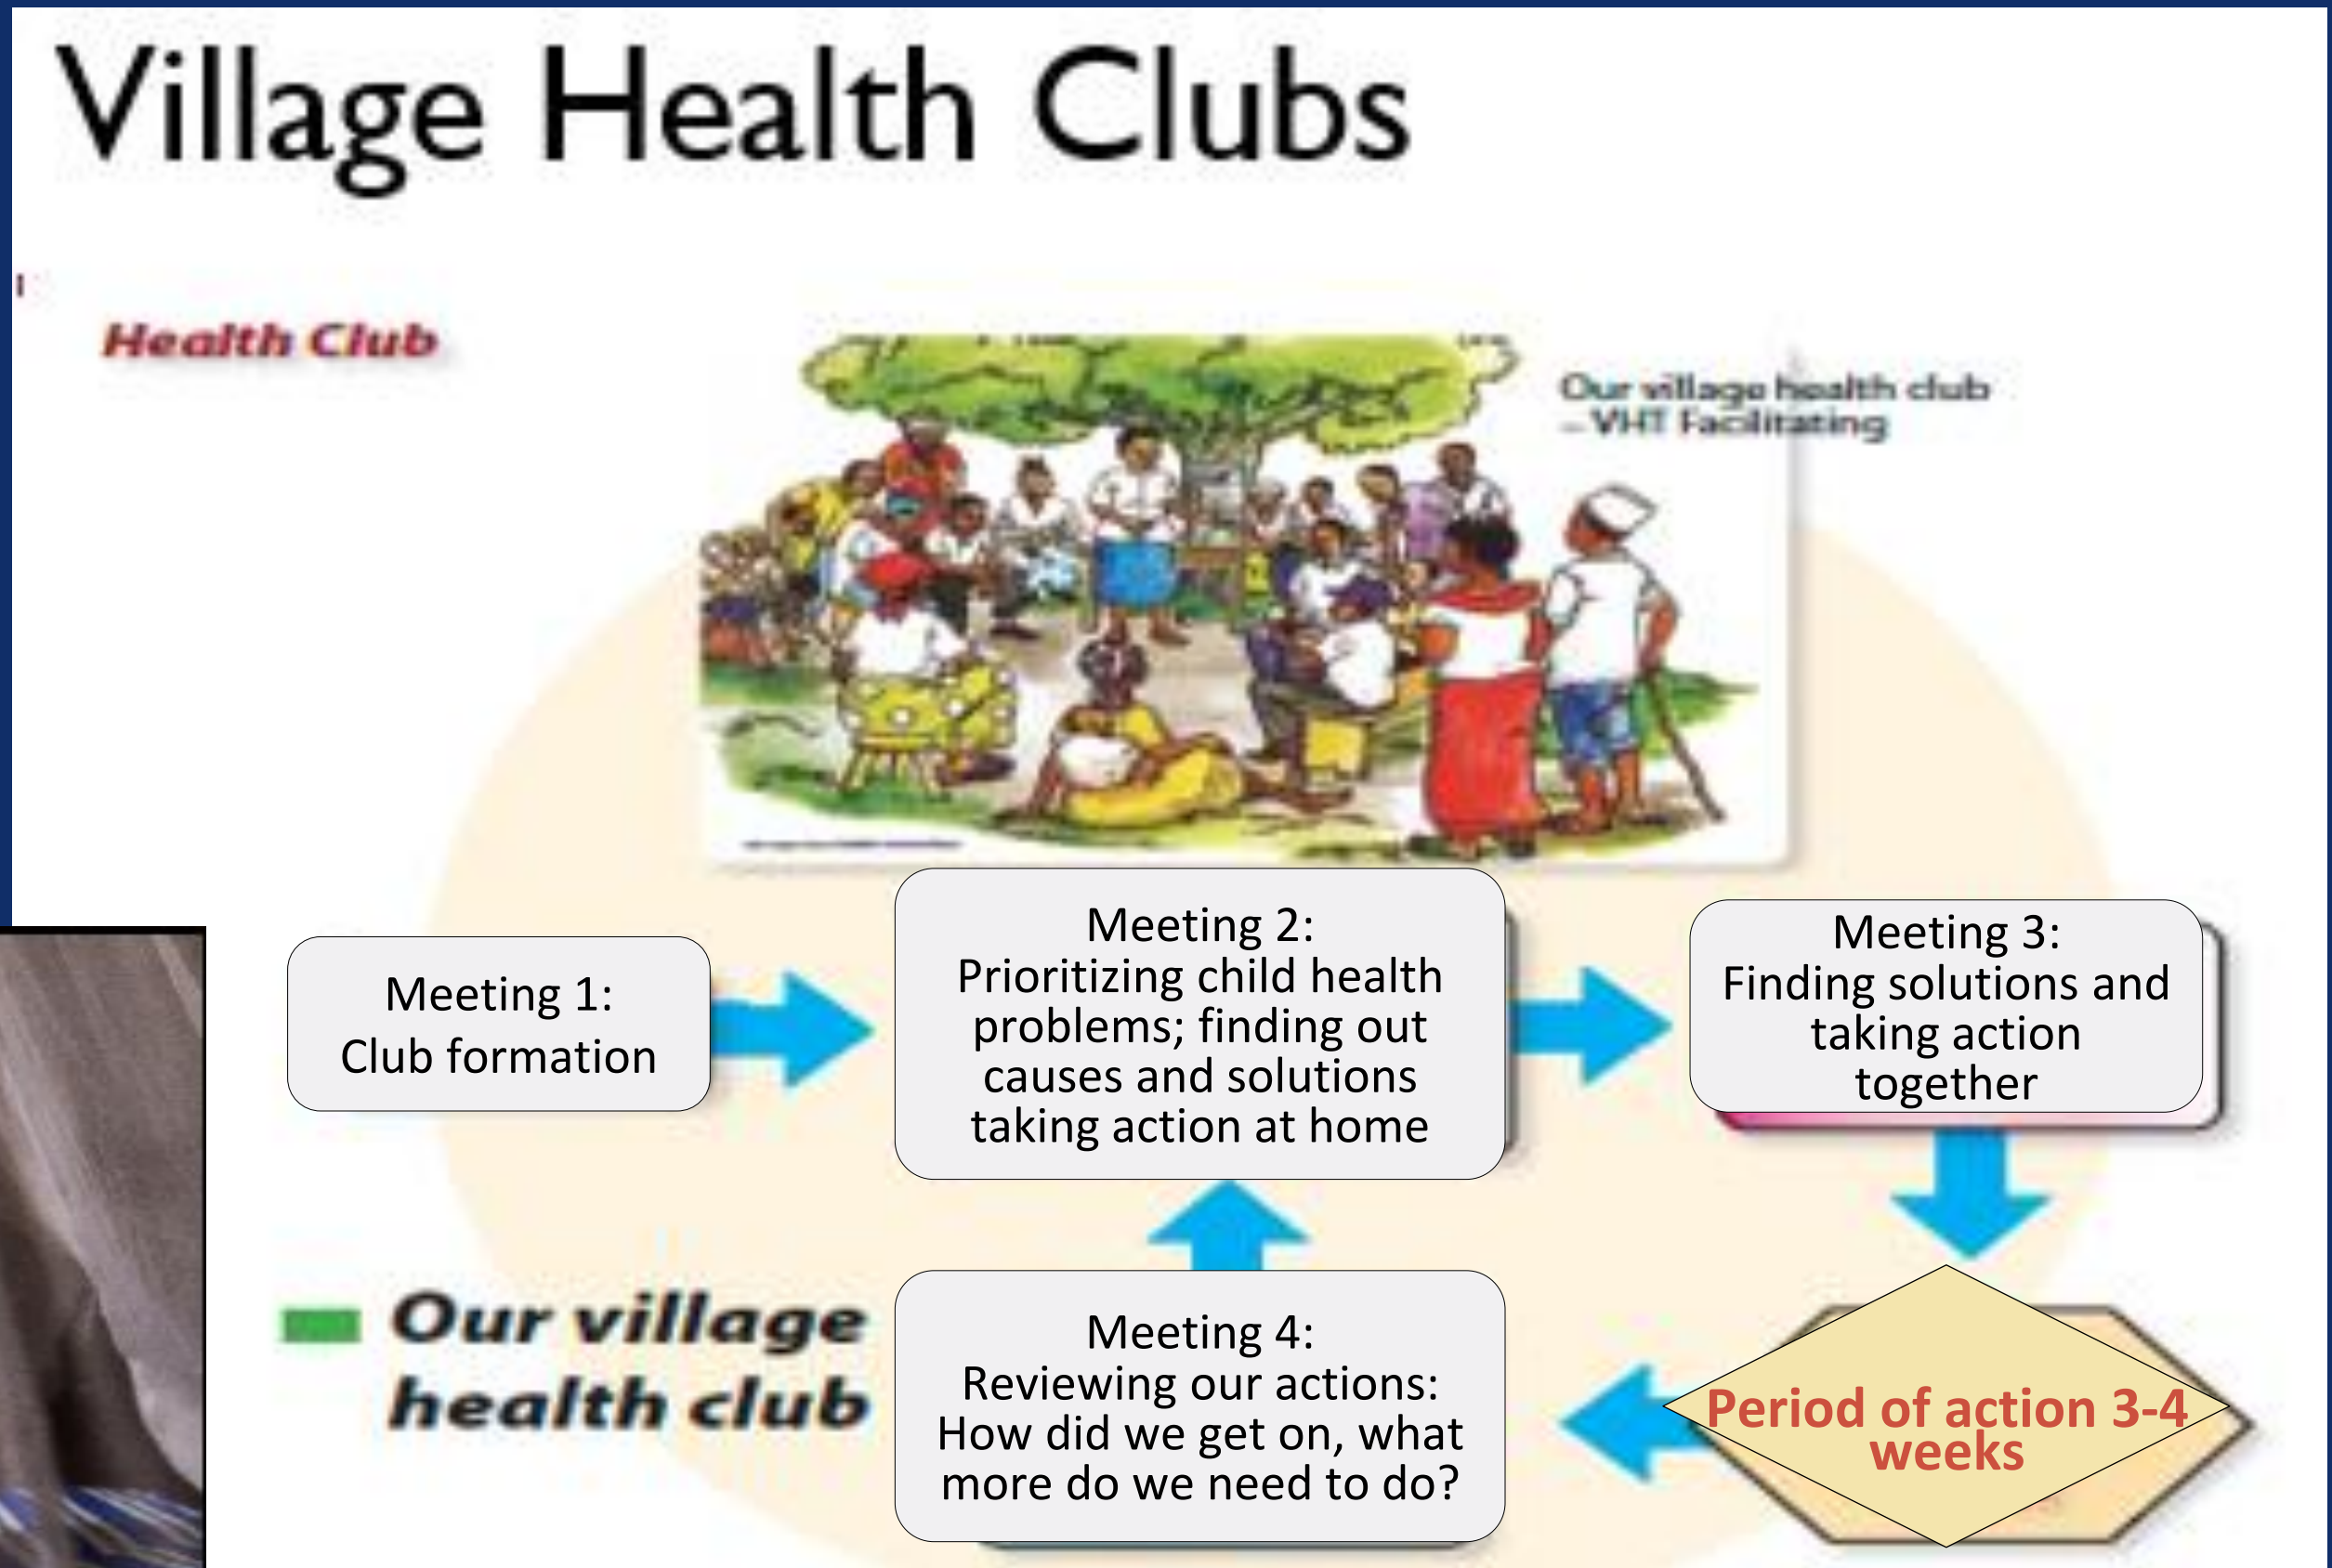 Village Health Clubs
Health Club
Our village health club
– VHT Facilitating
Meeting 1:
Club formation
Meeting 2:
Prioritizing child health
problems; finding out
causes and solutions
taking action at home
Meeting 3:
Finding solutions and
taking action
together
Our village
health club
Meeting 4:
Reviewing our actions:
How did we get on, what
more do we need to do?
Period of action 3-4
weeks